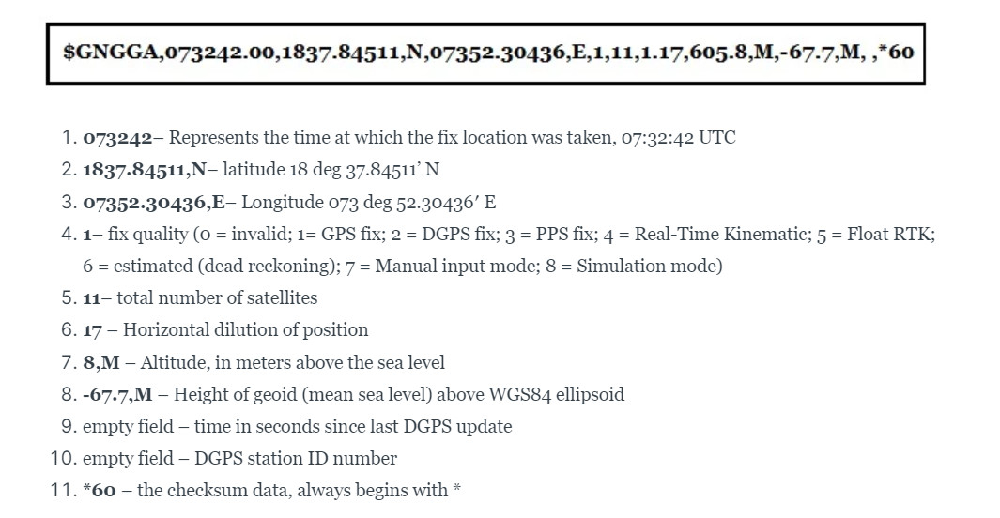 $GNGGA,073242.00,1837.84511,N,07352.30436,E,1,11,1.17,605.8,M,-67.7,M, ,*60
1. 073242– Represents the time at which the fix location was taken, 07:32:42 UTC
2. 1837.84511,N– latitude 18 deg 37.84511’ N
3. 07352.30436,E– Longitude 073 deg 52.30436′ E
4. 1– fix quality (0 = invalid; 1= GPS fix; 2 = DGPS fix; 3 = PPS fix; 4 = Real-Time Kinematic; 5 = Float RTK;
6 = estimated (dead reckoning); 7 = Manual input mode; 8 = Simulation mode)
5. 11– total number of satellites
6. 17 – Horizontal dilution of position
7. 8,M – Altitude, in meters above the sea level
8. -67.7,M – Height of geoid (mean sea level) above WGS84 ellipsoid
9. empty field – time in seconds since last DGPS update
10. empty field – DGPS station ID number
11. *60 – the checksum data, always begins with *